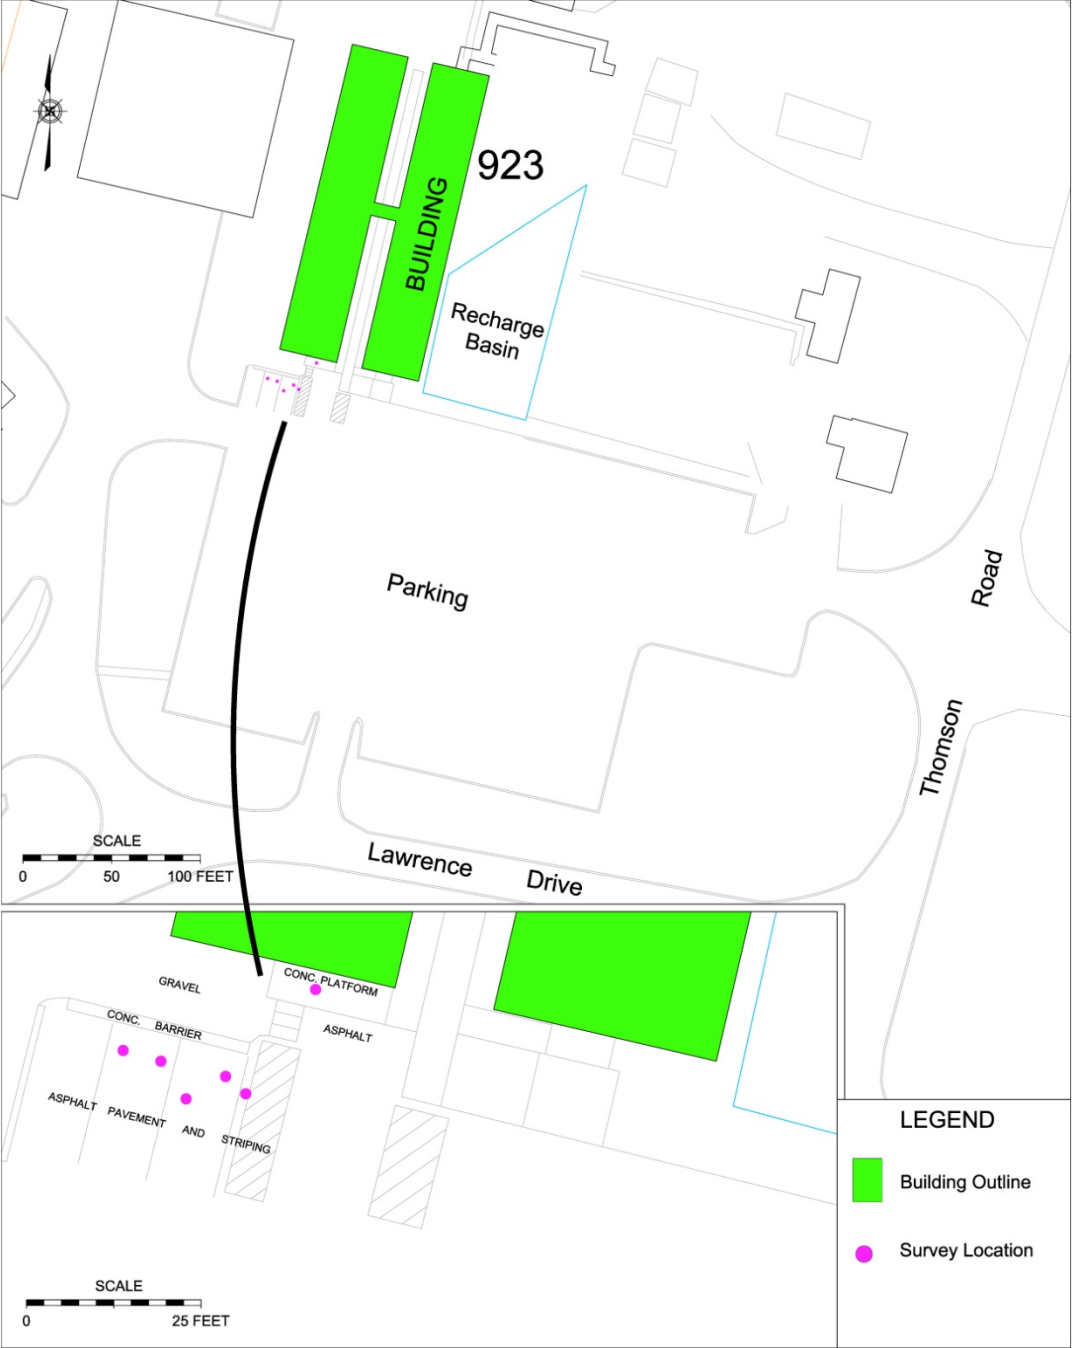 923
BUILDING
Recharge
Basin
Parking
Road
Thomson
SCALE
0 50 100 FEET
Lawrence Drive
GRAVEL
CONC. PLATFORM
CONC. BARRIER
ASPHALT
ASPHALT PAVEMENT AND STRIPING
LEGEND
Building Outline
Survey Location
SCALE
0 25 FEET